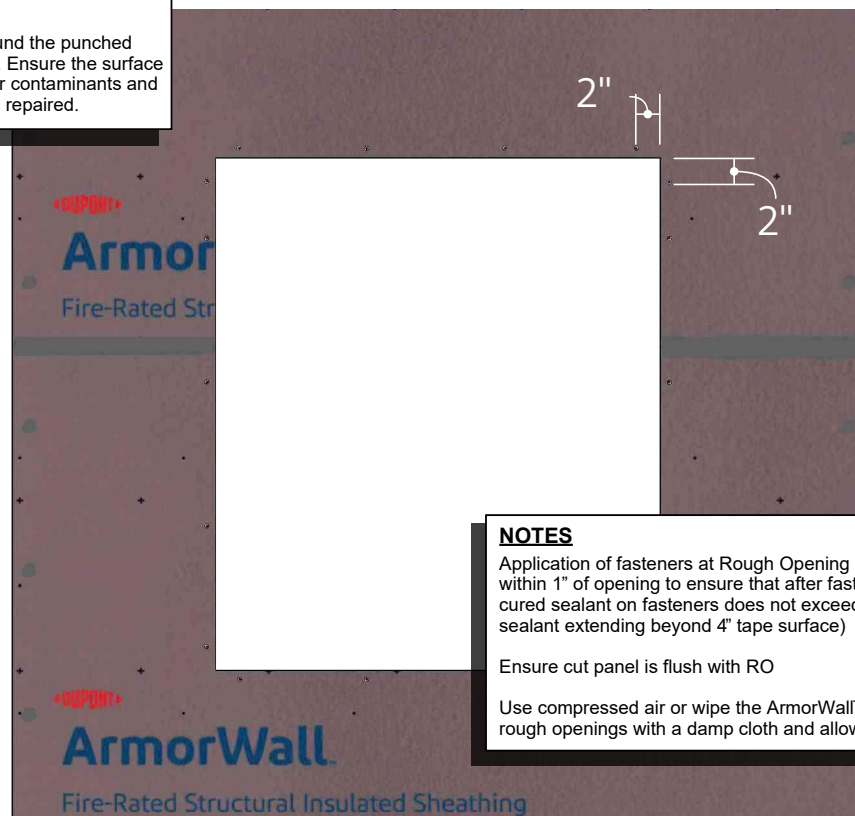 und the punched
. Ensure the surface
r contaminants and
repaired.
2"
2"
‹DUPONT›
Armor
Fire-Rated Str
NOTES
Application of fasteners at Rough Opening
within 1” of opening to ensure that after fast
cured sealant on fasteners does not exceed
sealant extending beyond 4” tape surface)
Ensure cut panel is flush with RO
Use compressed air or wipe the ArmorWall
rough openings with a damp cloth and allow
‹DUPONT›
ArmorWall
Fire-Rated Structural Insulated Sheathing